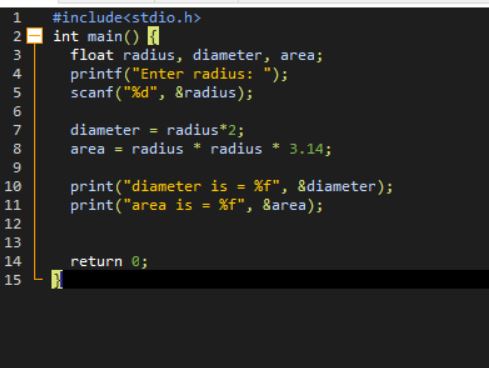 1 #include<stdio.h>
2 int main() {
3 float radius, diameter, area;
4 printf("Enter radius: ");
5 scanf("%d", &radius);
6
7 diameter = radius*2;
8 area = radius * radius * 3.14;
9
10 print("diameter is = %f", &diameter);
11 print("area is = %f", &area);
12
13
14 return 0;
15 }